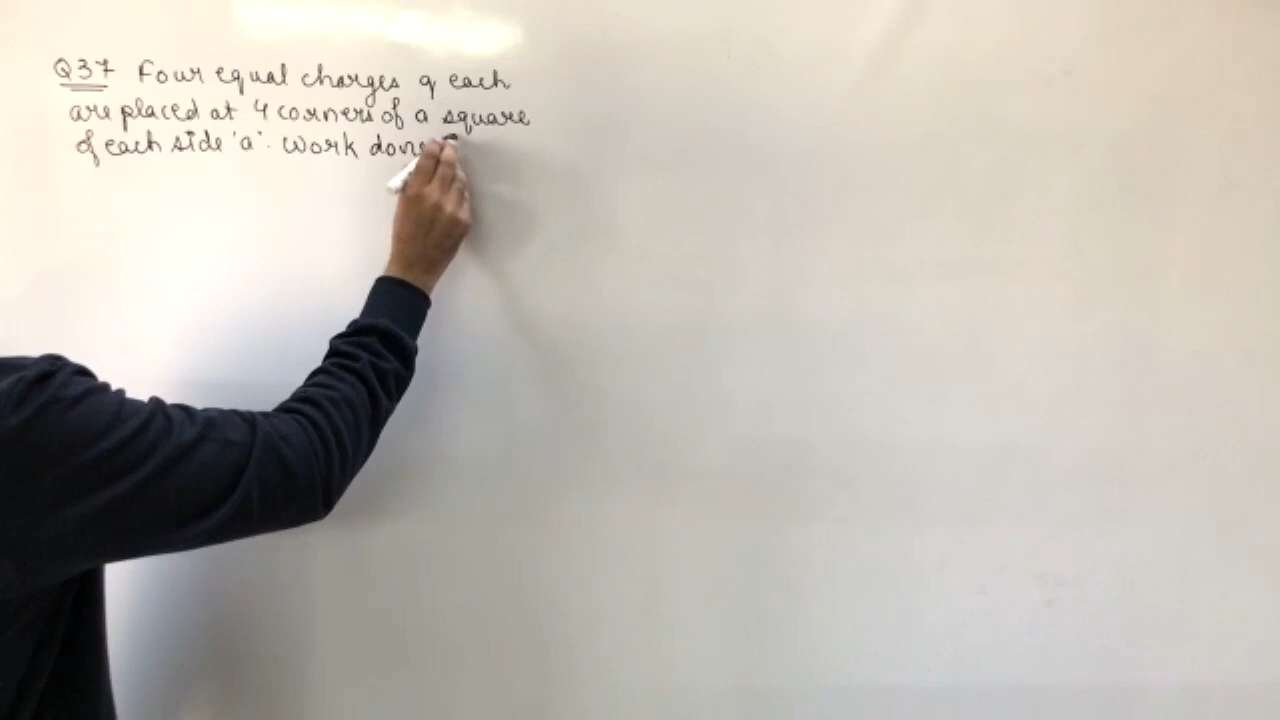 Q37 Four equal charges q each
are placed at 4 corners of a square
of each side 'a'. Work done